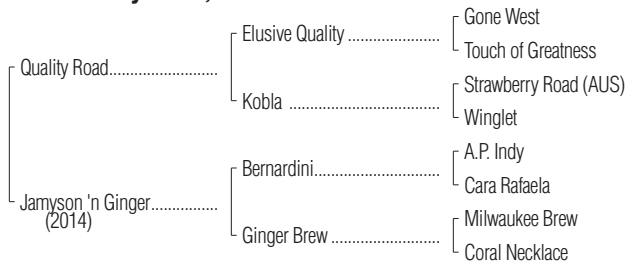 Gone West
Elusive Quality ....................
Touch of Greatness
Quality Road........................
Strawberry Road (AUS)
Kobla .................................
Winglet
A.P. Indy
Bernardini...........................
Cara Rafaela
Jamyson 'n Ginger...............
(2014)
Milwaukee Brew
Ginger Brew .......................
Coral Necklace